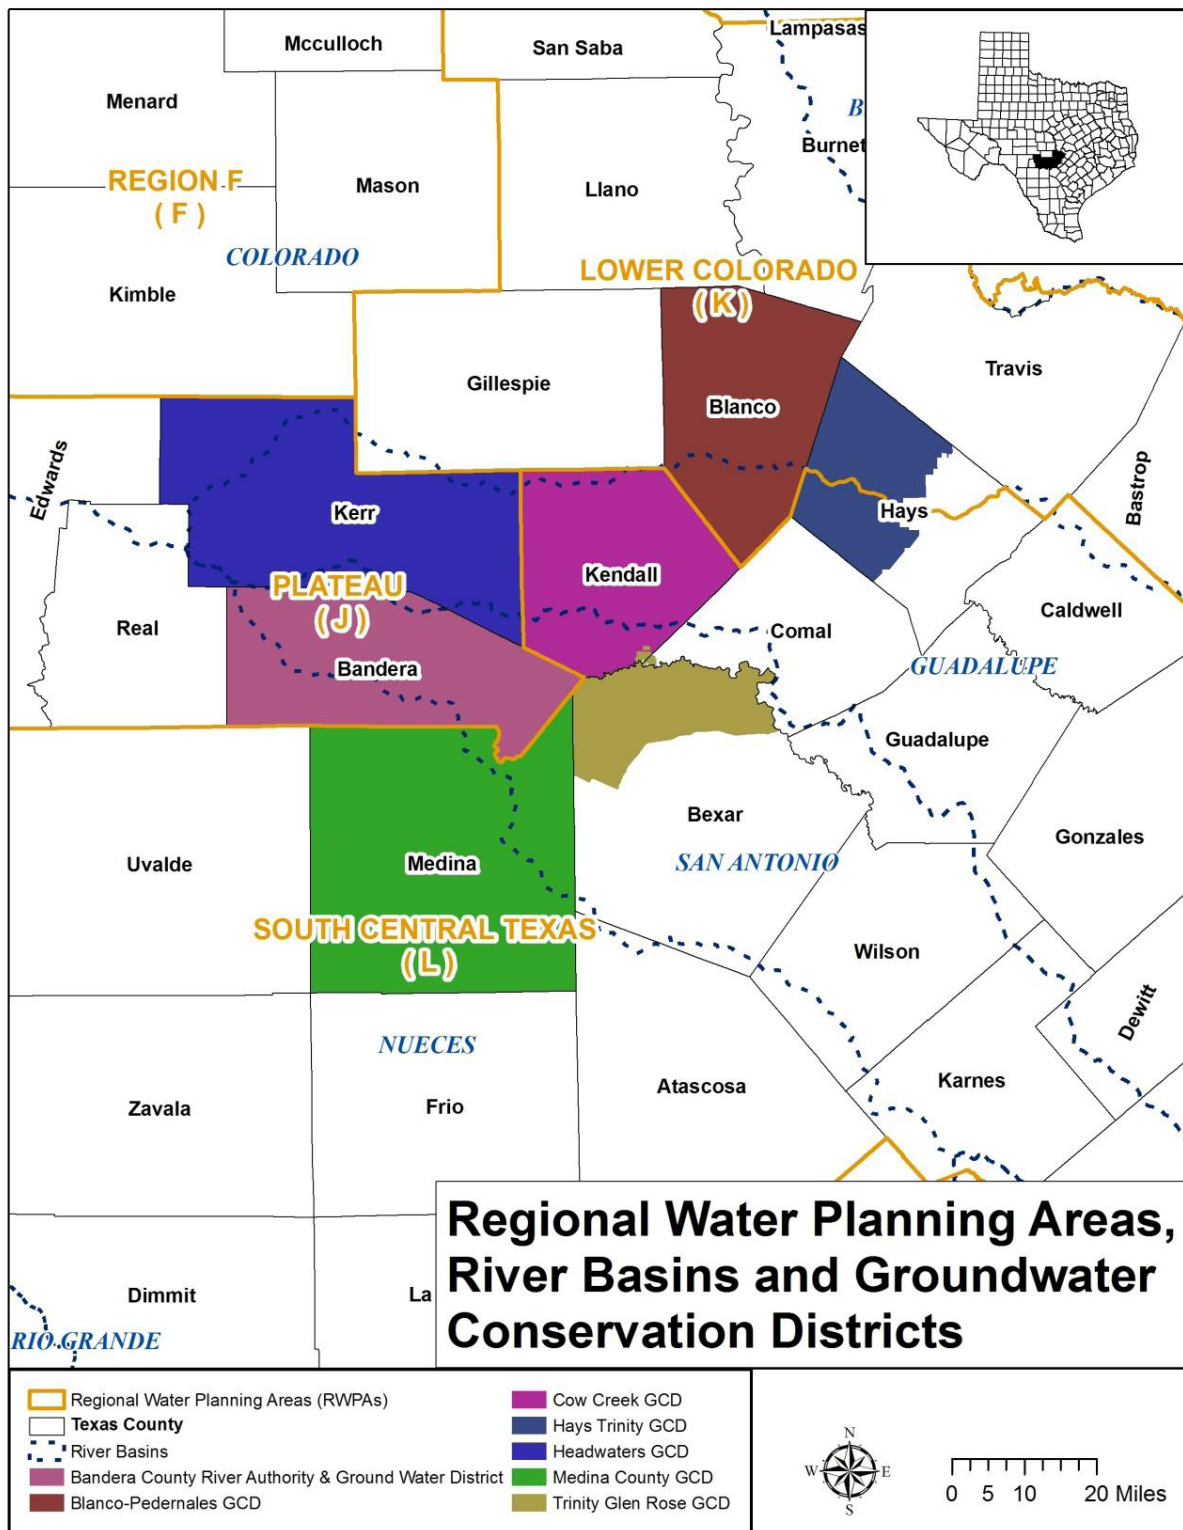 Mcculloch
San Saba
Lampasas
Menard
B
Burnet
Mason
Llano
REGION F
( F )
COLORADO
LOWER COLORADO
( K )
Kimble
Travis
Gillespie
Blanco
Edwards
Bastrop
Kerr
Hays
Kendall
PLATEAU
( J )
Caldwell
Real
Comal
Bandera
GUADALUPE
Guadalupe
Bexar
Gonzales
Uvalde
Medina
SAN ANTONIO
SOUTH CENTRAL TEXAS
( L )
Wilson
Dewitt
NUECES
Karnes
Atascosa
Zavala
Frio
Dimmit
La
RIO GRANDE
Regional Water Planning Areas,
River Basins and Groundwater
Conservation Districts
Regional Water Planning Areas (RWPAs)
Texas County
River Basins
Bandera County River Authority & Ground Water District
Blanco-Pedernales GCD
Cow Creek GCD
Hays Trinity GCD
Headwaters GCD
Medina County GCD
Trinity Glen Rose GCD
N
W E
S
0 5 10 20 Miles